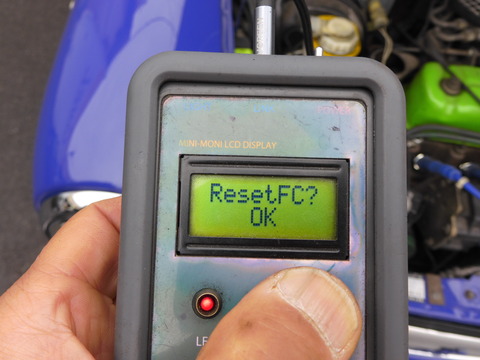 MINI-MONI LCD DISPLAY
ResetFC?
OK